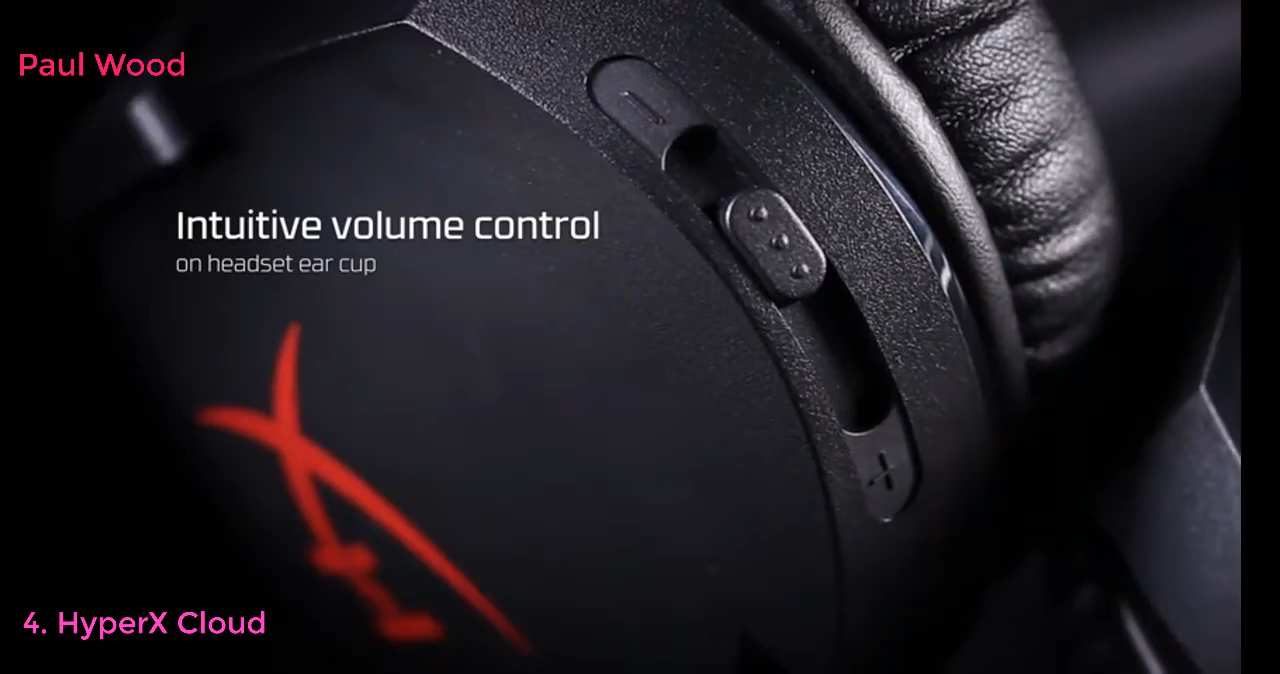 Paul Wood
Intuitive volume control
on headset ear cup
4. HyperX Cloud